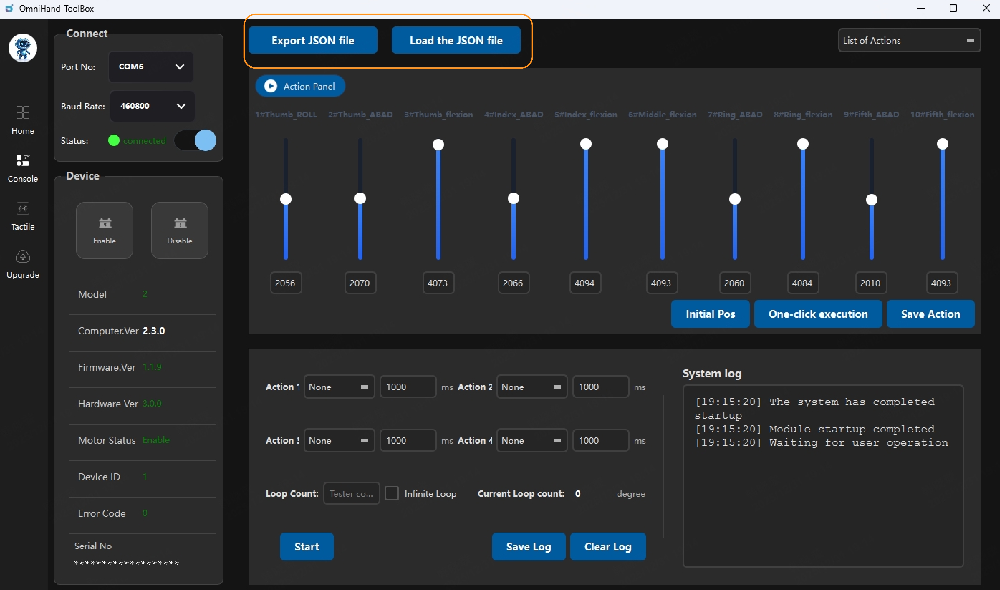 OmniHand-ToolBox
Home
Console
Tactile
Upgrade
Connect
Port No:
COM6
Baud Rate:
460800
Status:
connected
Device
Enable
Disable
Model 2
Computer.Ver 2.3.0
Firmware.Ver 1.1.9
Hardware Ver 3.0.0
Motor Status Enable
Device ID 1
Error Code 0
Serial No
*******************
Export JSON file
Load the JSON file
List of Actions
Action Panel
1#Thumb_ROLL 2#Thumb_ABAD 3#Thumb_flexion 4#Index_ABAD 5#Index_flexion 6#Middle_flexion 7#Ring_ABAD 8#Ring_flexion 9#Fifth_ABAD 10#Fifth_flexion
2056 2070 4073 2066 4094 4093 2060 4084 2010 4093
Initial Pos
One-click execution
Save Action
Action 1 None 1000 ms Action 2 None 1000 ms
Action 3 None 1000 ms Action 4 None 1000 ms
Loop Count: Tester co... Infinite Loop Current Loop count: 0 degree
Start
Save Log
Clear Log
System log
[19:15:20] The system has completed
startup
[19:15:20] Module startup completed
[19:15:20] Waiting for user operation